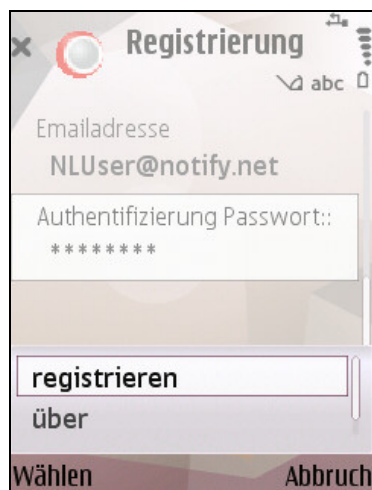 Registrierung
abc
Emailadresse
NLUser@notify.net
Authentifizierung Passwort::
********
registrieren
über
Wählen
Abbruch